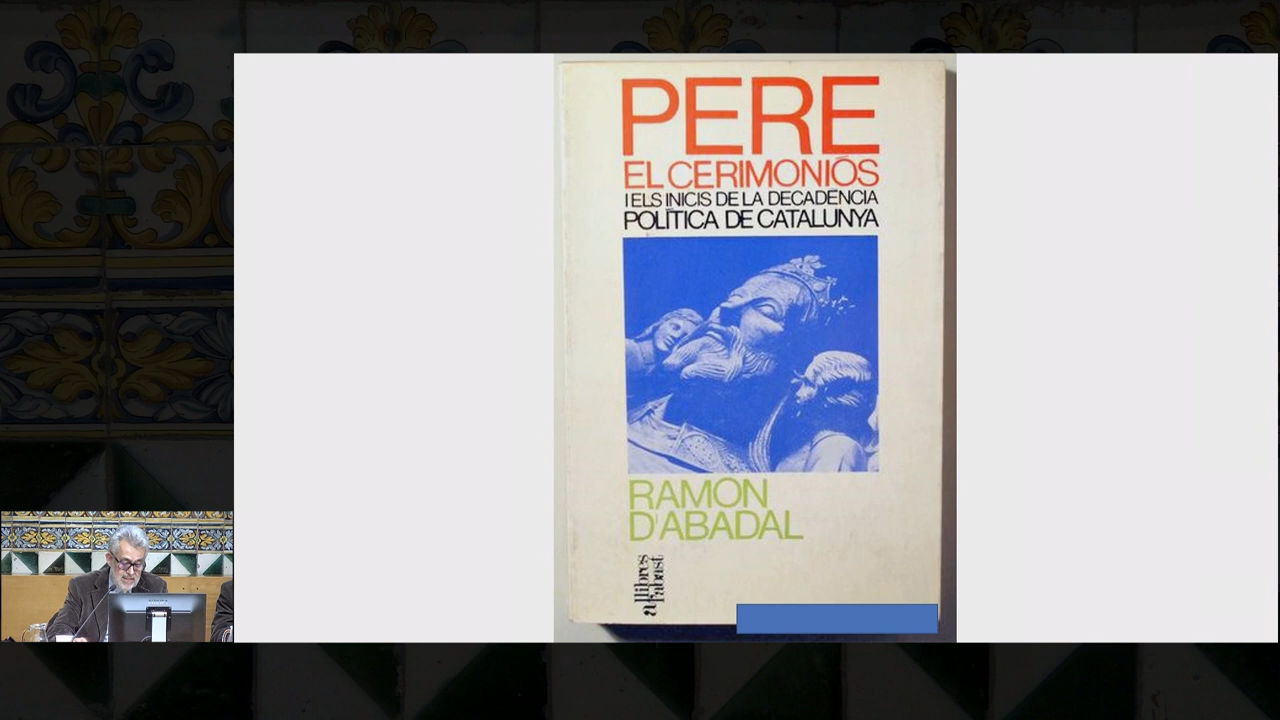 PERE
EL CERIMONIÓS
I ELS INICIS DE LA DECADÈNCIA
POLÍTICA DE CATALUNYA
RAMON
D'ABADAL
llibres
a l'abast